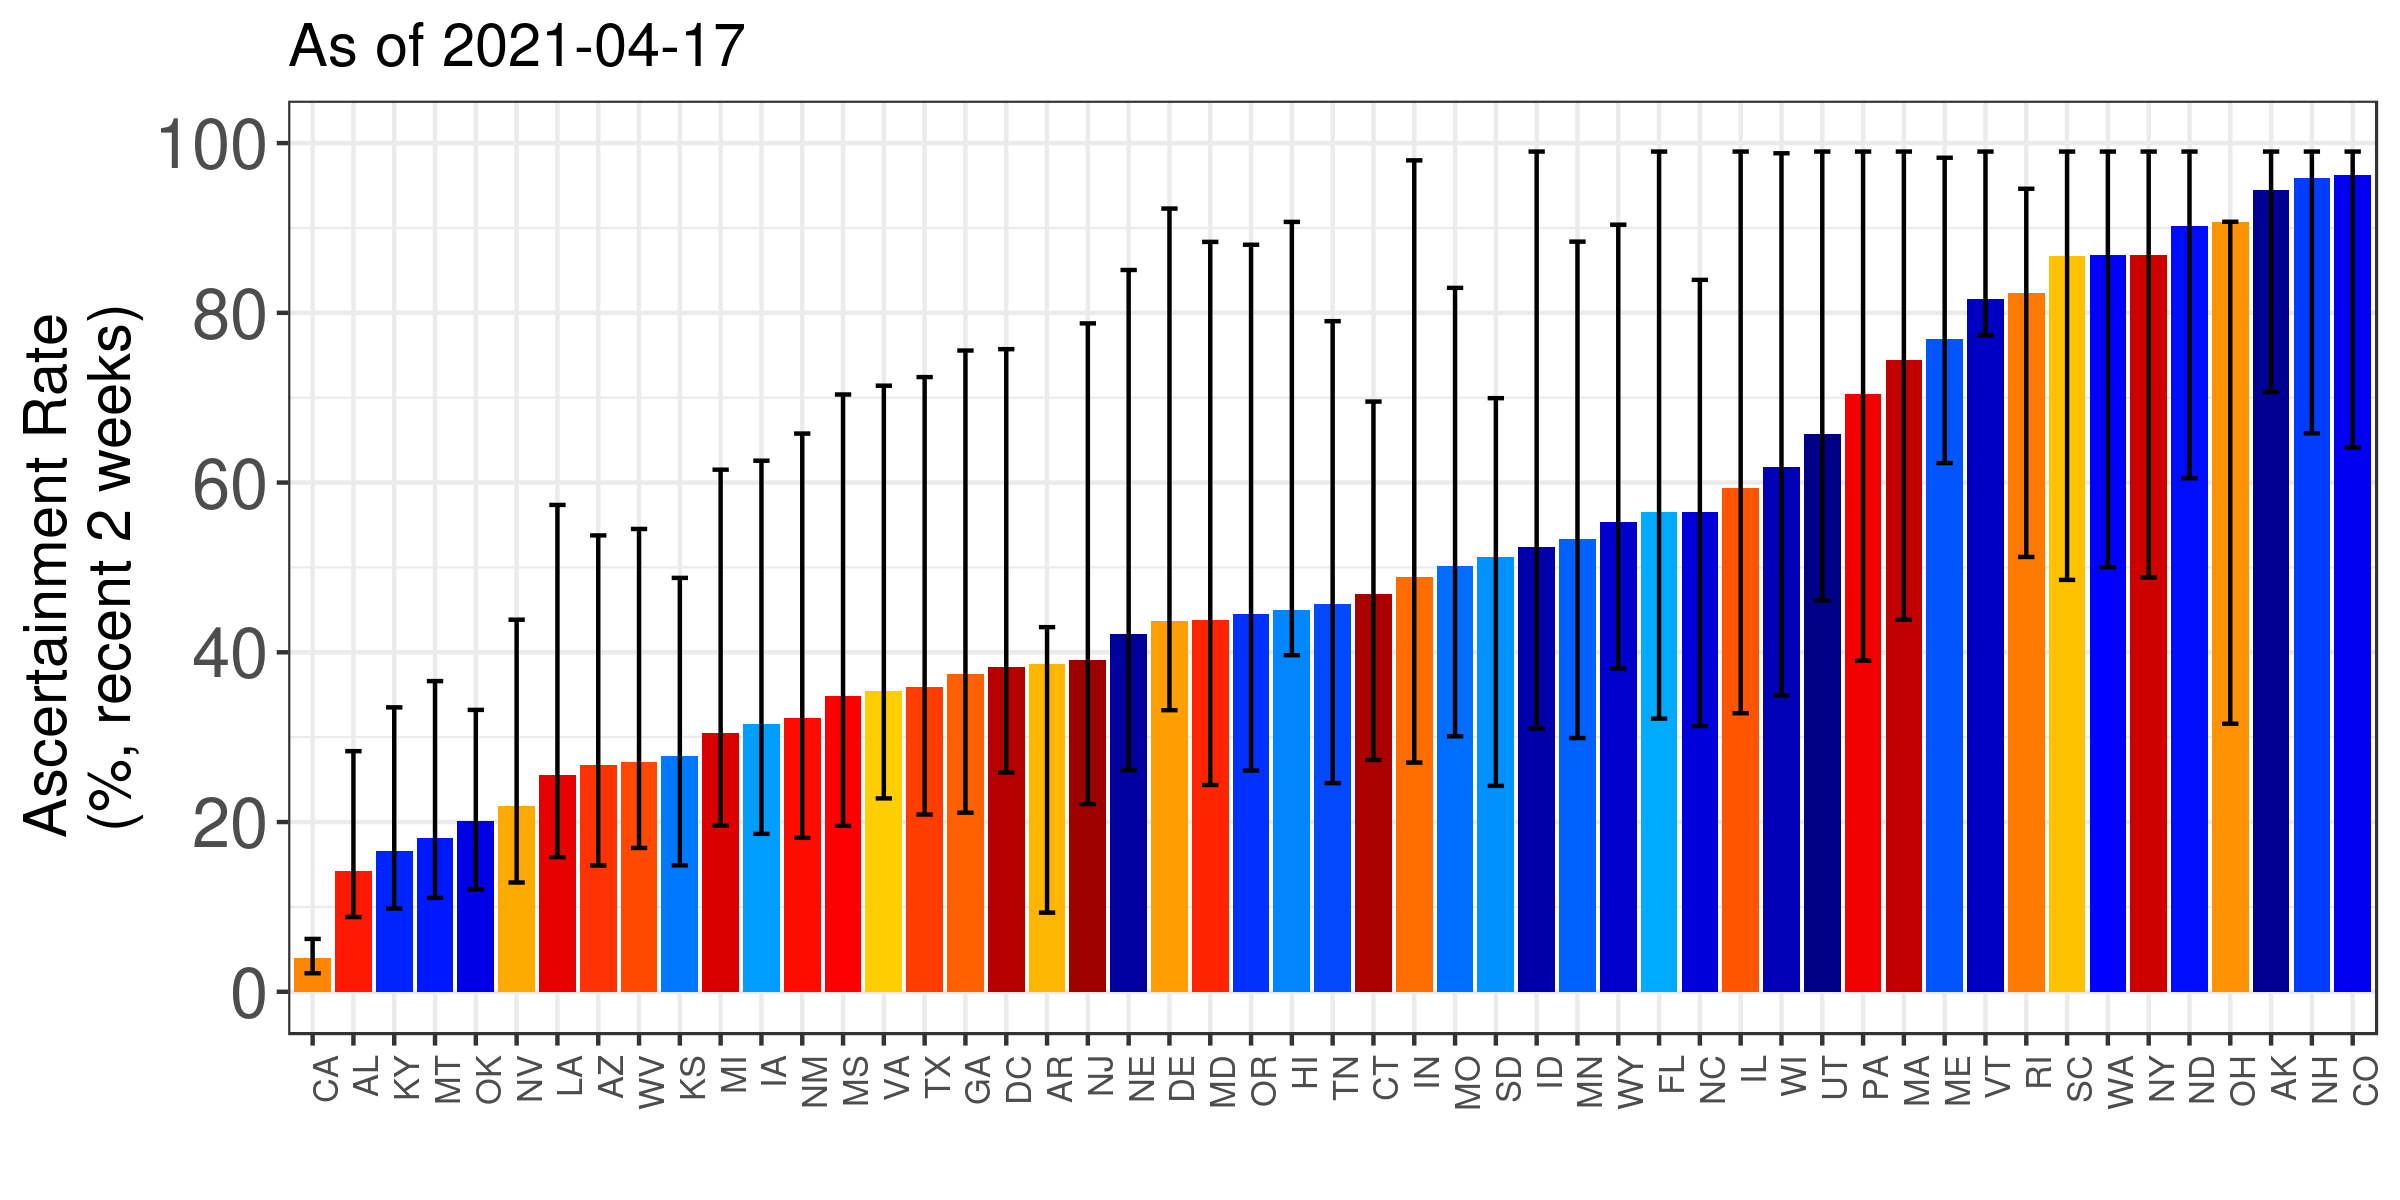 As of 2021-04-17
Ascertainment Rate
(%, recent 2 weeks)
100
80
60
40
20
0
CA AL KY MT OK NV LA AZ WV KS MI IA NM MS VA TX GA DC AR NJ NE DE MD OR HI TN CT IN MO SD ID MN WY FL NC IL WI UT PA MA ME VT RI SC WA NY ND OH AK NH CO